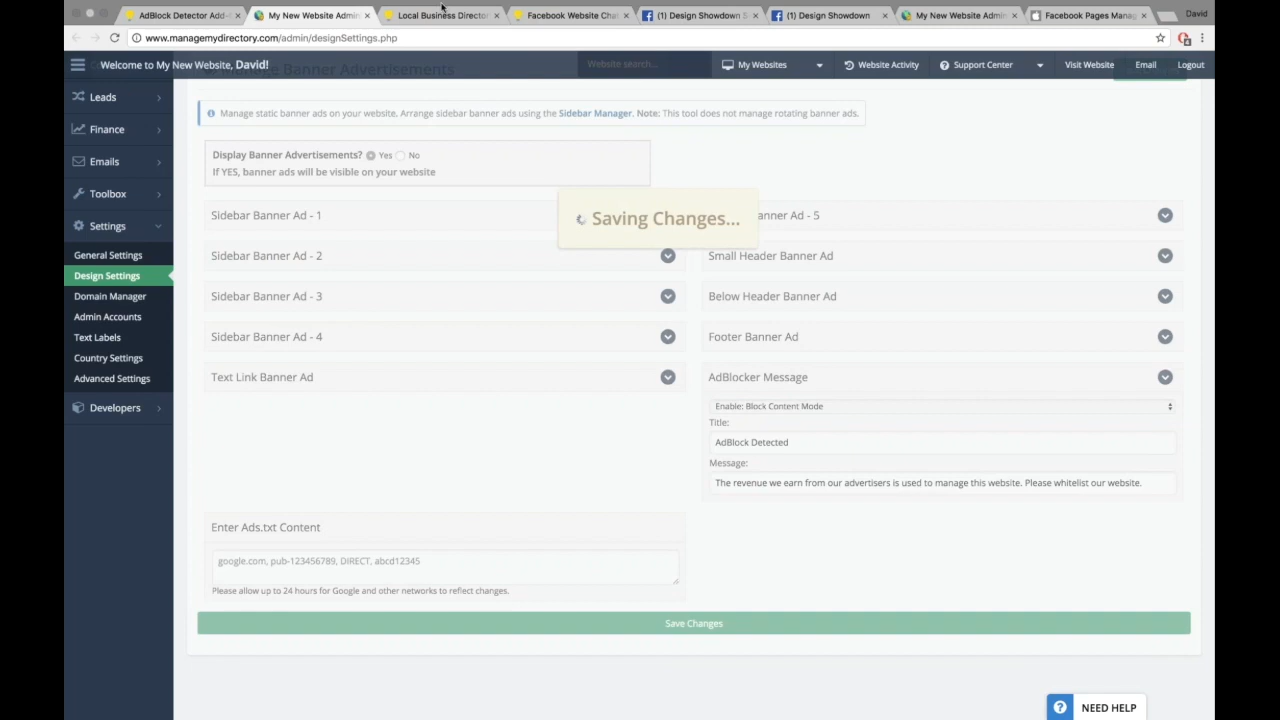 AdBlock Detector Add-
My New Website Admin
Local Business Director
Facebook Website Cha
(1) Design Showdown S
(1) Design Showdown
My New Website Admin
Facebook Pages Manag
David
www.managemydirectory.com/admin/designSettings.php
Welcome to My New Website, David!
Manage Banner Advertisements
Website search...
My Websites
Website Activity
Support Center
Visit Website
Email
Logout
Leads
Finance
Emails
Toolbox
Settings
General Settings
Design Settings
Domain Manager
Admin Accounts
Text Labels
Country Settings
Advanced Settings
Developers
Manage static banner ads on your website. Arrange sidebar banner ads using the Sidebar Manager. Note: This tool does not manage rotating banner ads.
Display Banner Advertisements? Yes No
If YES, banner ads will be visible on your website
Saving Changes...
Sidebar Banner Ad - 1
anner Ad - 5
Sidebar Banner Ad - 2
Small Header Banner Ad
Sidebar Banner Ad - 3
Below Header Banner Ad
Sidebar Banner Ad - 4
Footer Banner Ad
Text Link Banner Ad
AdBlocker Message
Enable: Block Content Mode
Title:
AdBlock Detected
Message:
The revenue we earn from our advertisers is used to manage this website. Please whitelist our website.
Enter Ads.txt Content
google.com, pub-123456789, DIRECT, abcd12345
Please allow up to 24 hours for Google and other networks to reflect changes.
Save Changes
NEED HELP